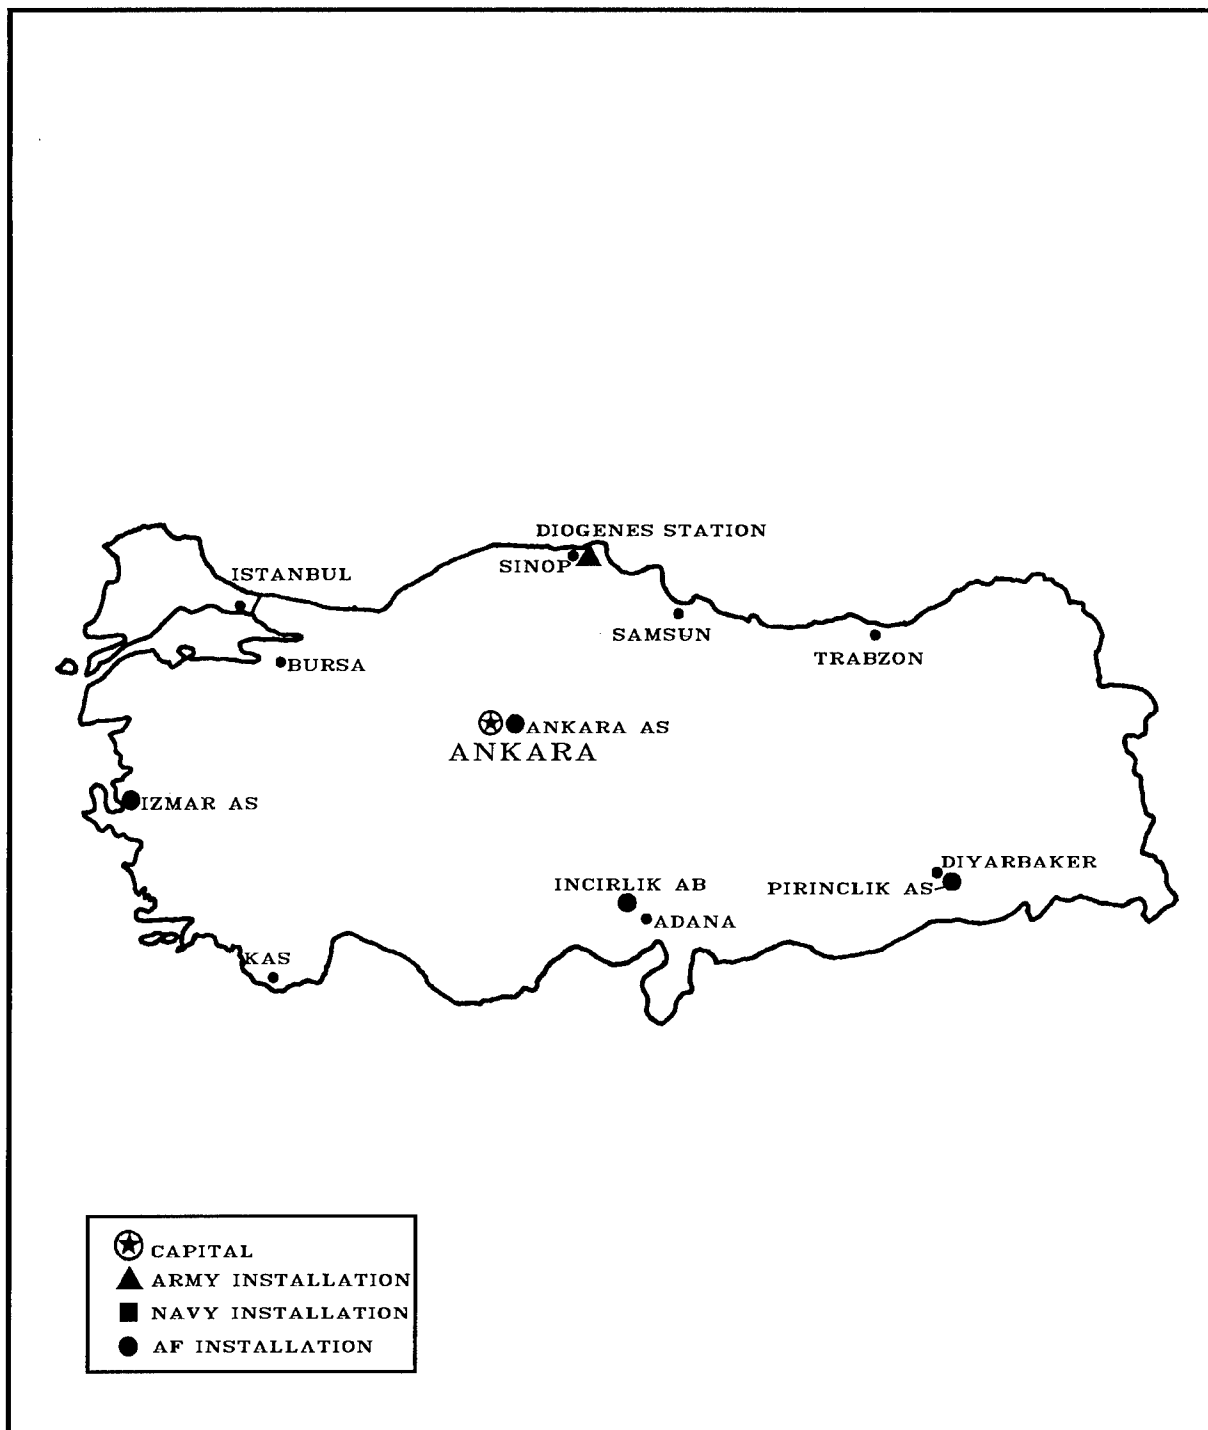 DIOGENES STATION
SINOP
ISTANBUL
SAMSUN
TRABZON
BURSA
ANKARA AS
ANKARA
IZMAR AS
DIYARBAKER
PIRINCLIK AS
INCIRLIK AB
ADANA
KAS
CAPITAL
ARMY INSTALLATION
NAVY INSTALLATION
AF INSTALLATION